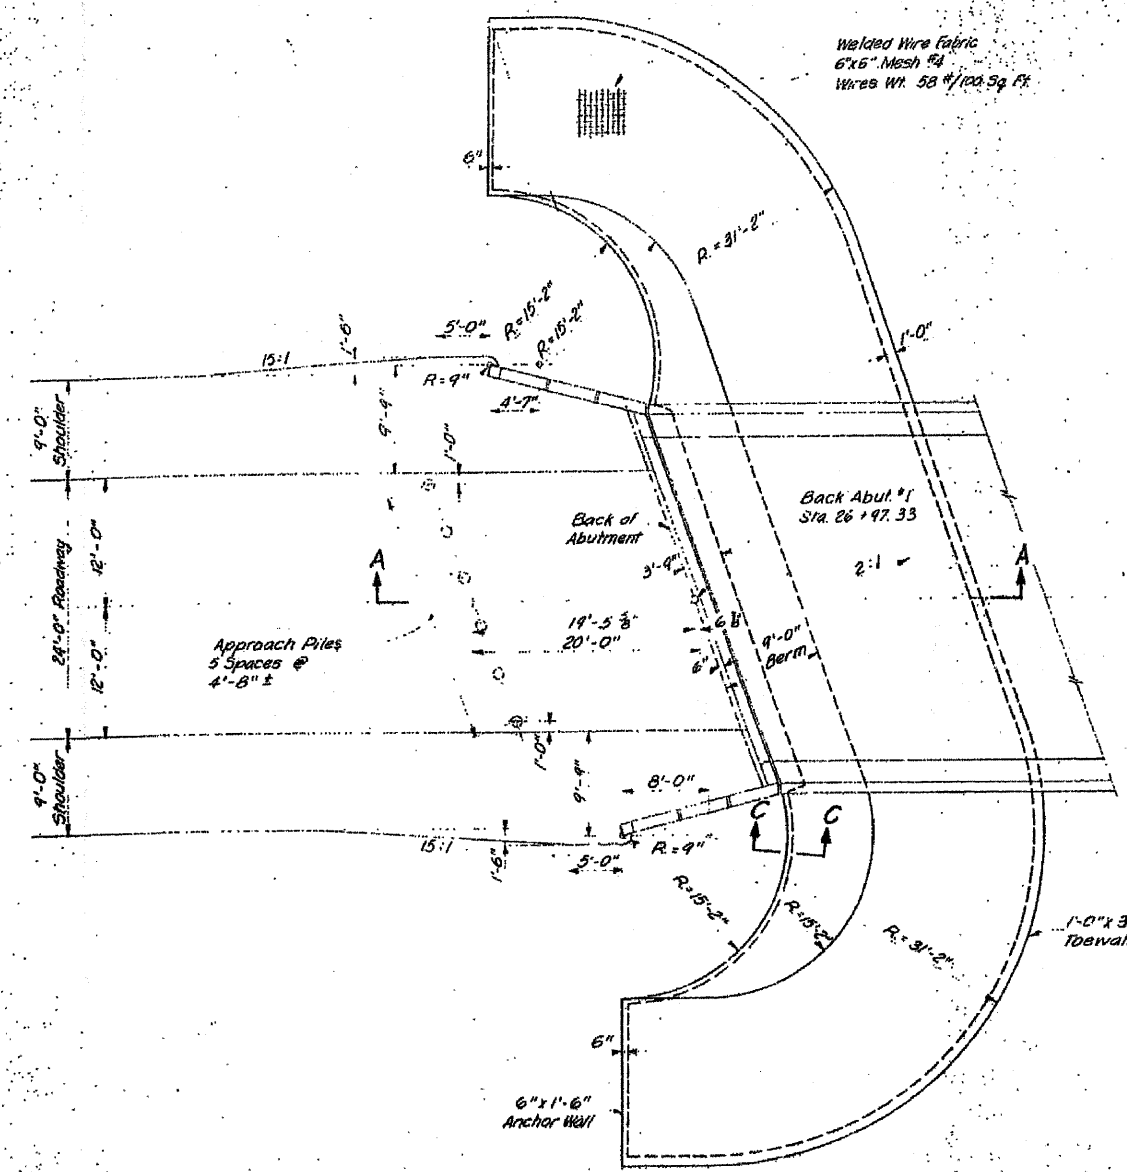 Welded Wire Fabric
6"x6" Mesh #4
Wires Wt. 58 #/100 Sq. Ft.
6"
R = 31'-2"
R = 15'-2"
R = 15'-2"
5'-0"
1'-6"
15:1
1'-0"
R = 9"
4'-7"
9'-0"
Shoulder
9'-9"
1'-0"
Back Abut. #1
Sta. 26 + 97.33
Back of
Abutment
A
A
2:1
3'-9"
24'-0" Roadway
12'-0"
12'-0"
19'-5 5/8"
20'-0"
6"
9'-0"
Berm
Approach Piles
5 Spaces @
4'-8" ±
1'-0"
9'-9"
9'-0"
Shoulder
8'-0"
C
C
15:1
1'-6"
5'-0"
R = 9"
R = 15'-2"
R = 15'-2"
R = 31'-2"
1'-0" x 3
Toewal
6"
6" x 1'-6"
Anchor Wall